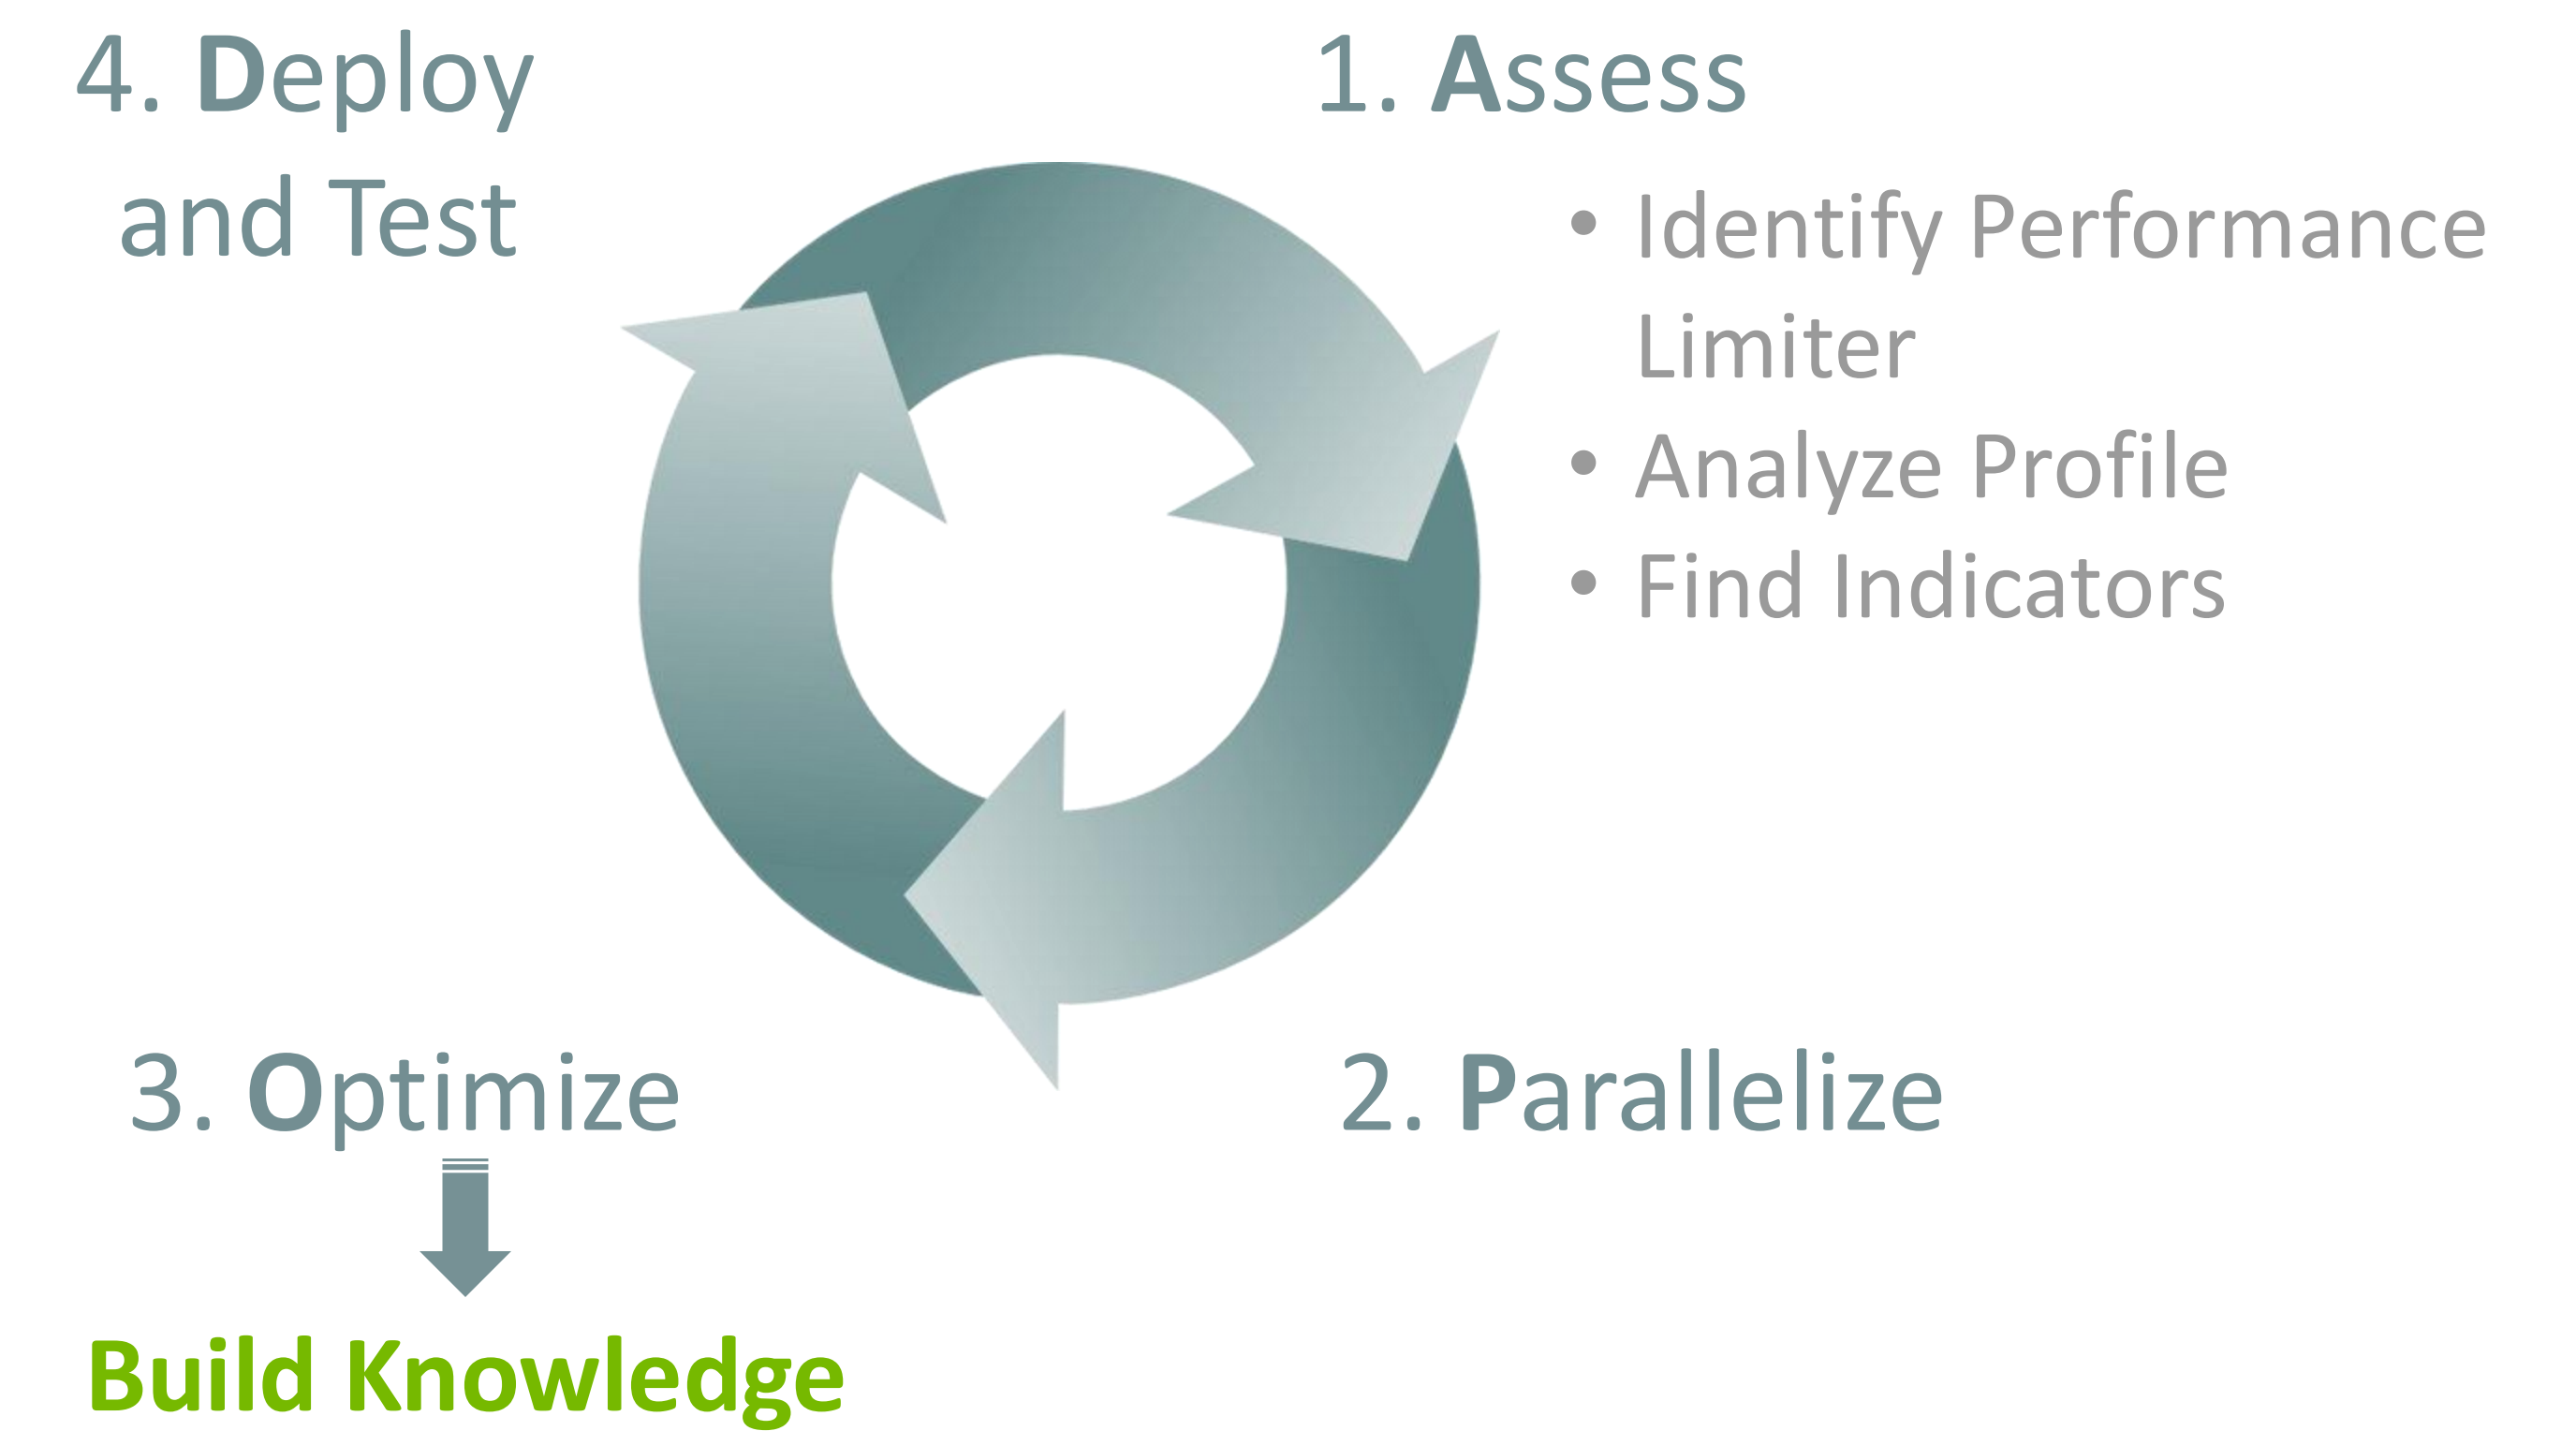 4. Deploy
and Test
1. Assess
• Identify Performance
Limiter
• Analyze Profile
• Find Indicators
3. Optimize
2. Parallelize
Build Knowledge